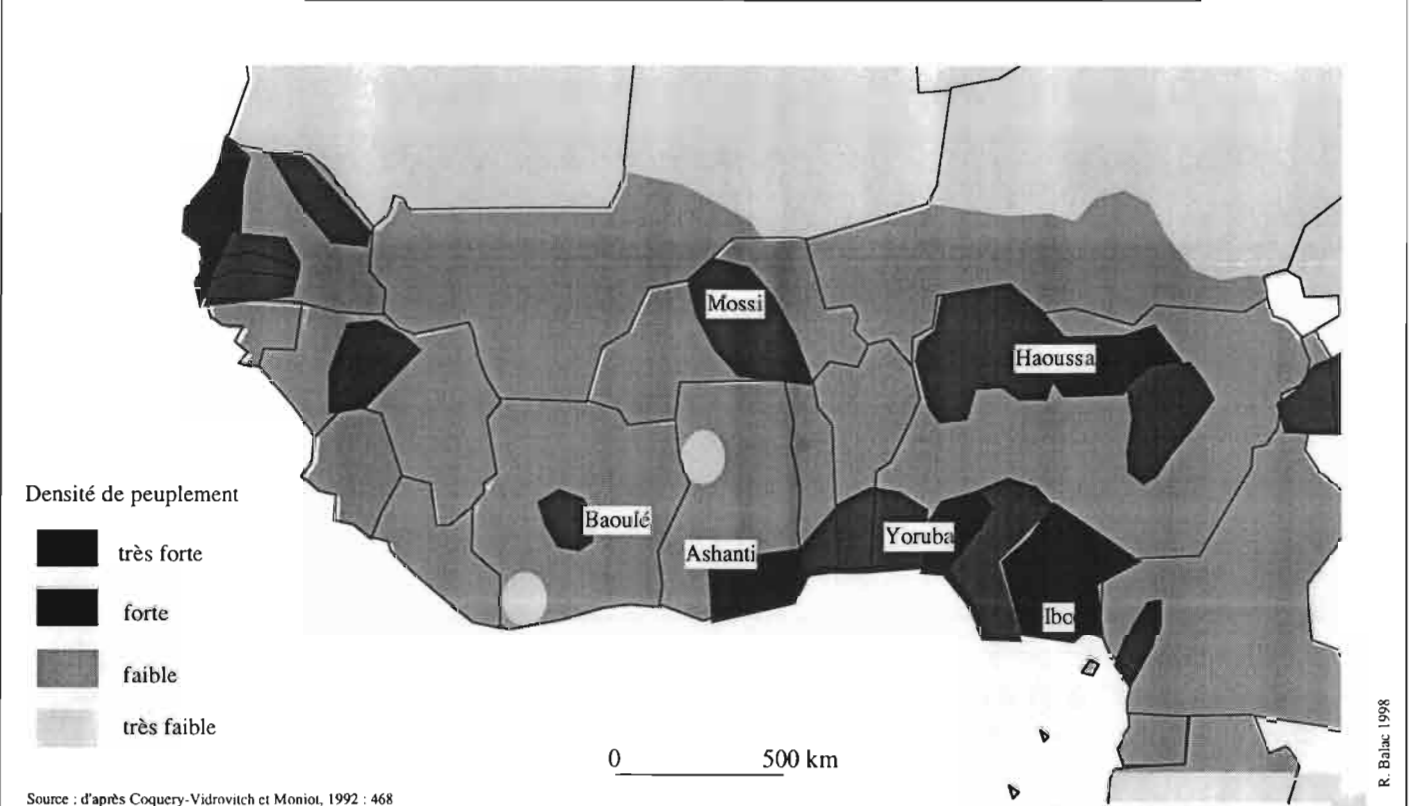 Mossi
Haoussa
Baoulé
Ashanti
Yoruba
Ibo
Densité de peuplement
très forte
forte
faible
très faible
0 500 km
Source : d'après Coquery-Vidrovitch et Moniot, 1992 : 468
R. Balac 1998